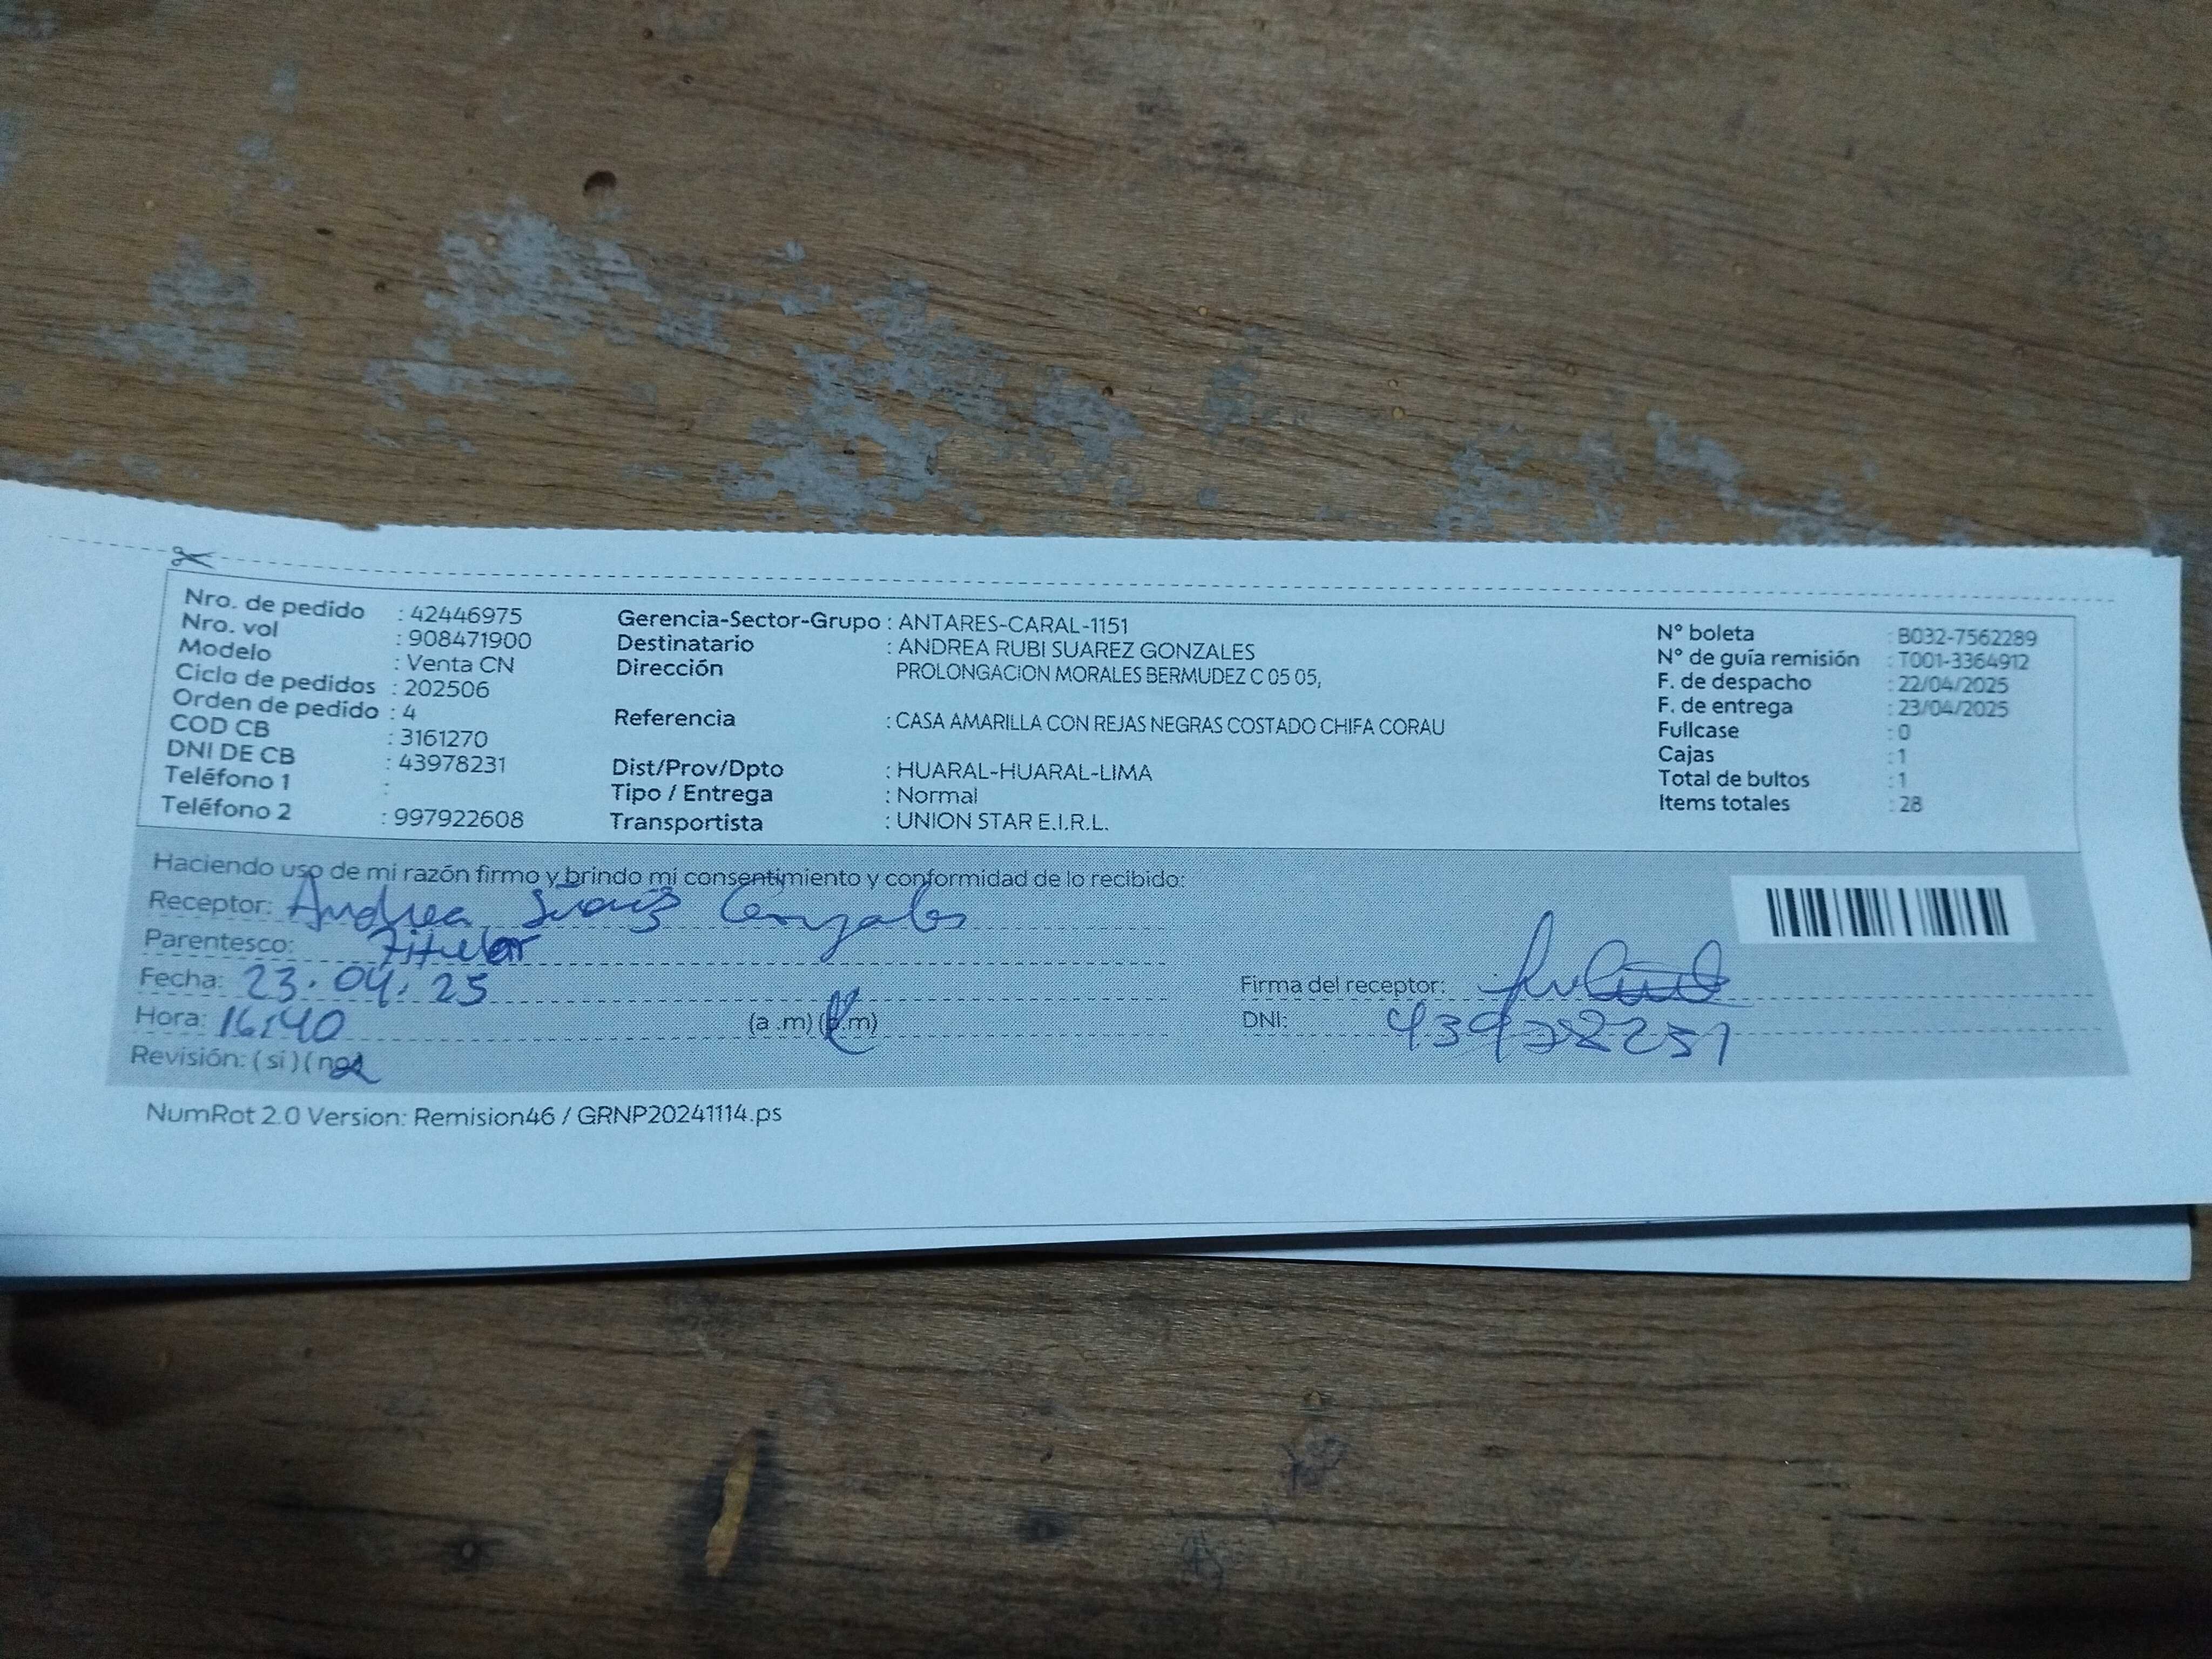 Nro. de pedido : 42446975
Nro. vol : 908471900
Modelo : Venta CN
Ciclo de pedidos : 202506
Orden de pedido : 4
COD CB : 3161270
DNI DE CB : 43978231
Teléfono 1 :
Teléfono 2 : 997922608
Gerencia-Sector-Grupo : ANTARES-CARAL-1151
Destinatario : ANDREA RUBI SUAREZ GONZALES
Dirección PROLONGACION MORALES BERMUDEZ C 05 05,
Referencia : CASA AMARILLA CON REJAS NEGRAS COSTADO CHIFA CORAU
Dist/Prov/Dpto : HUARAL-HUARAL-LIMA
Tipo / Entrega : Normal
Transportista : UNION STAR E.I.R.L.
N° boleta : B032-7562289
N° de guía remisión : T001-3364912
F. de despacho : 22/04/2025
F. de entrega : 23/04/2025
Fullcase : 0
Cajas : 1
Total de bultos : 1
Items totales : 28
Haciendo uso de mi razón firmo y brindo mi consentimiento y conformidad de lo recibido:
Receptor: Andrea Suarez Gonzales
Parentesco: Titular
Fecha: 23.04.25
Hora: 16:40 (a .m) (p.m)
Revisión: (si) (no)
Firma del receptor:
DNI: 43978231
NumRot 2.0 Version: Remision46 / GRNP20241114.ps